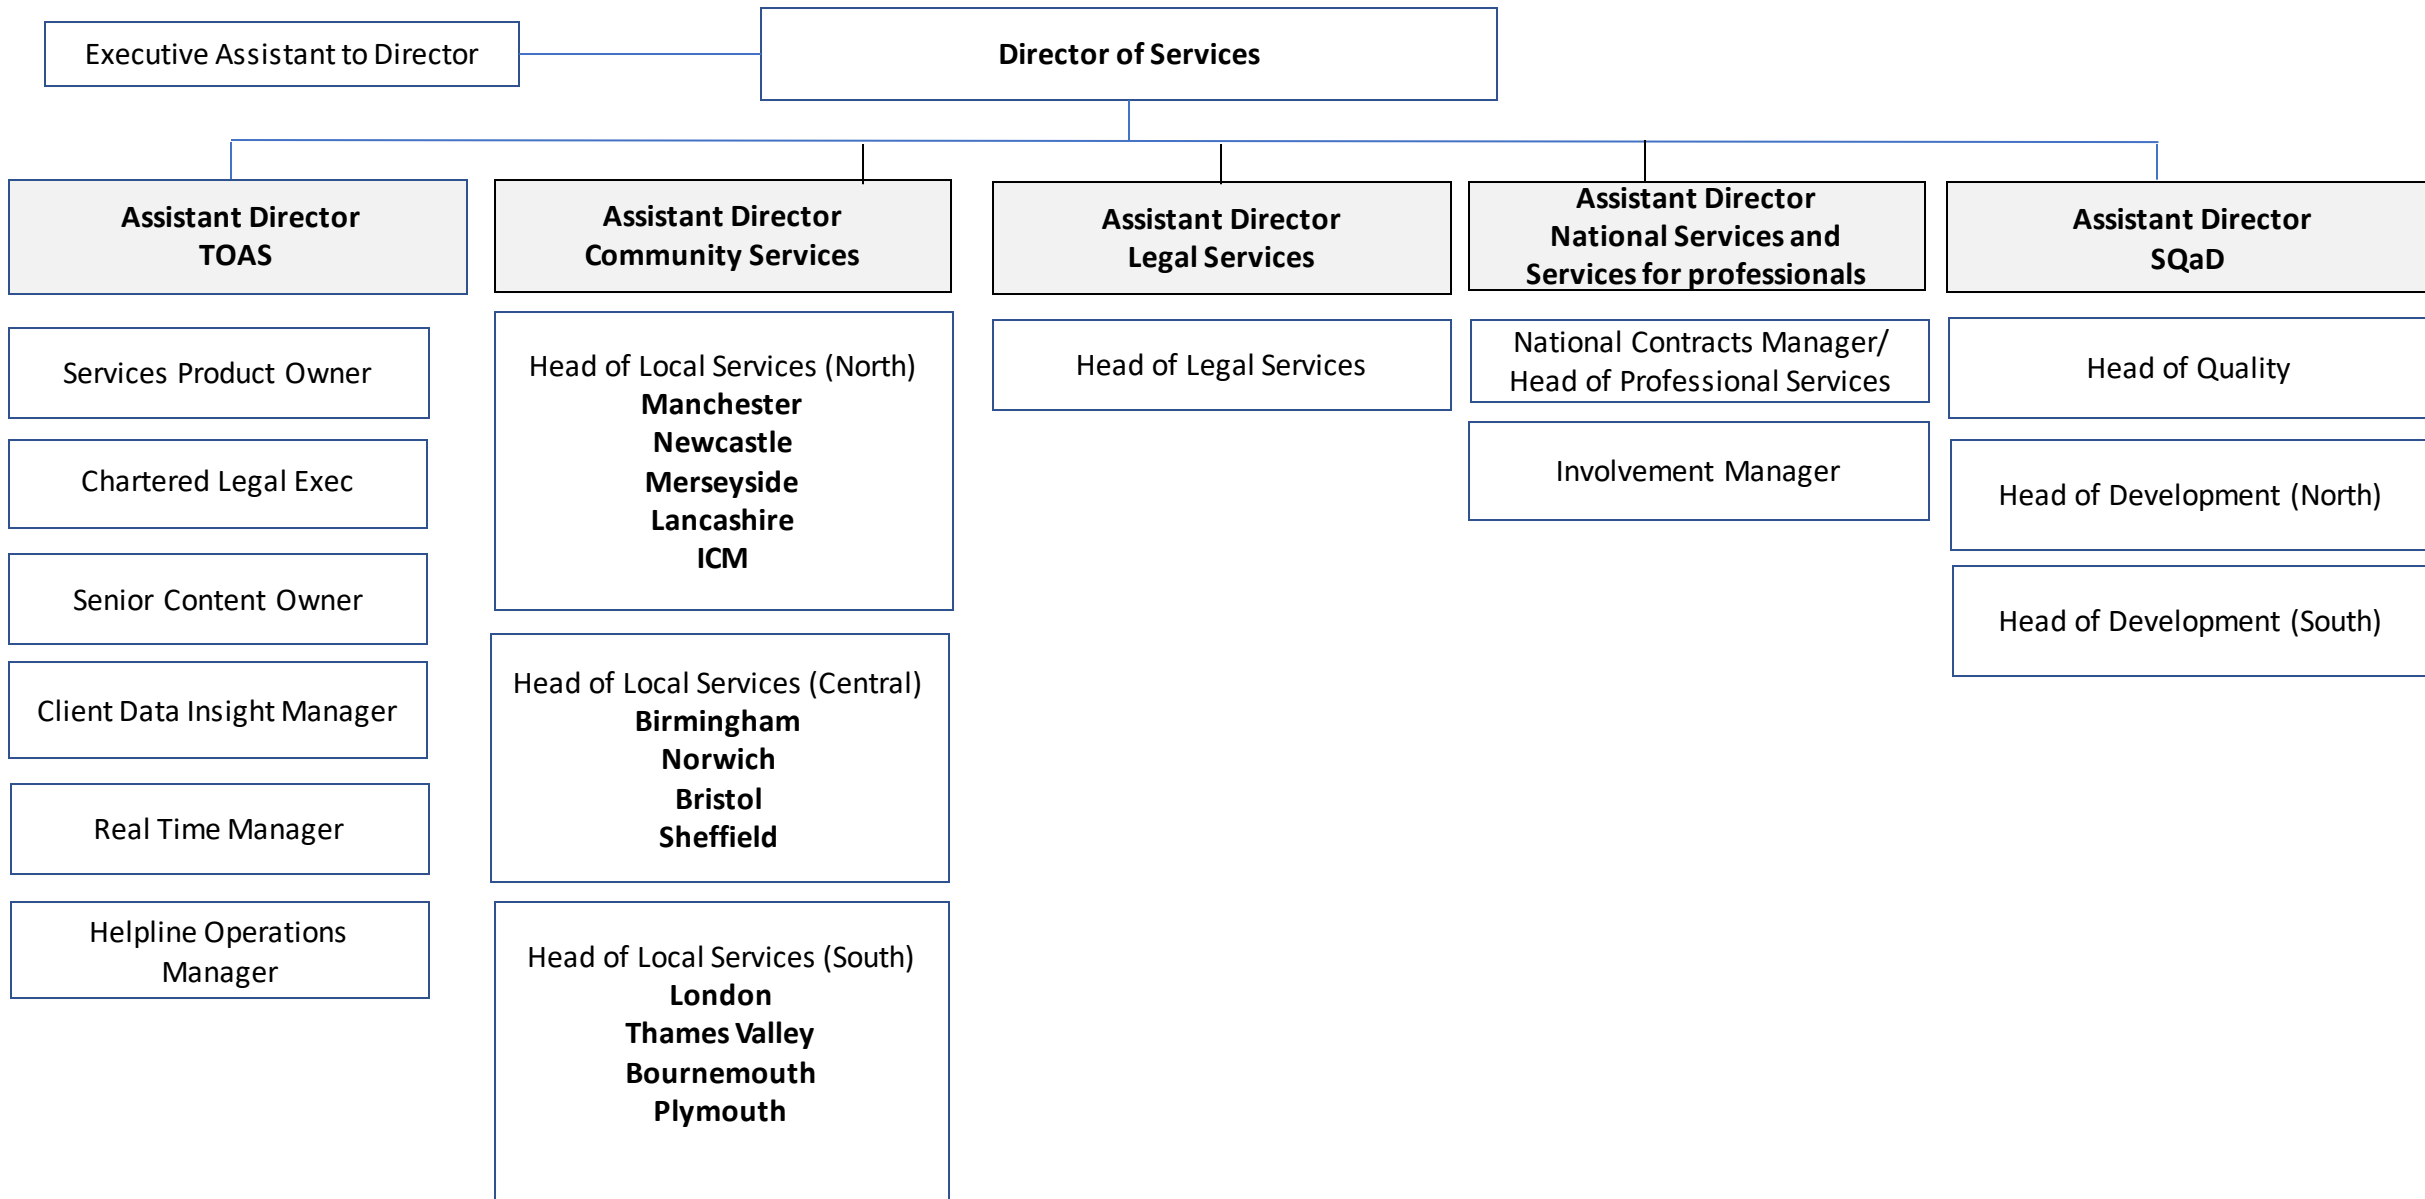 Executive Assistant to Director
Director of Services
Assistant Director
TOAS
Services Product Owner
Chartered Legal Exec
Senior Content Owner
Client Data Insight Manager
Real Time Manager
Helpline Operations
Manager
Assistant Director
Community Services
Head of Local Services (North)
Manchester
Newcastle
Merseyside
Lancashire
ICM
Head of Local Services (Central)
Birmingham
Norwich
Bristol
Sheffield
Head of Local Services (South)
London
Thames Valley
Bournemouth
Plymouth
Assistant Director
Legal Services
Head of Legal Services
Assistant Director
National Services and
Services for professionals
National Contracts Manager/
Head of Professional Services
Involvement Manager
Assistant Director
SQaD
Head of Quality
Head of Development (North)
Head of Development (South)